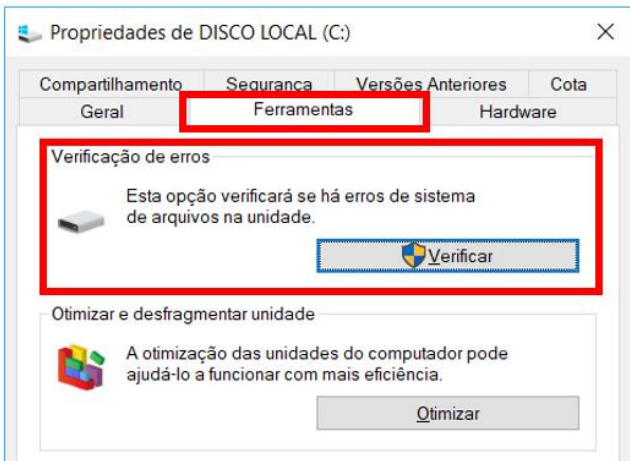 Propriedades de DISCO LOCAL (C:)
Compartilhamento Segurança Versões Anteriores Cota
Geral Ferramentas Hardware
Verificação de erros
Esta opção verificará se há erros de sistema
de arquivos na unidade.
Verificar
Otimizar e desfragmentar unidade
A otimização das unidades do computador pode
ajudá-lo a funcionar com mais eficiência.
Otimizar